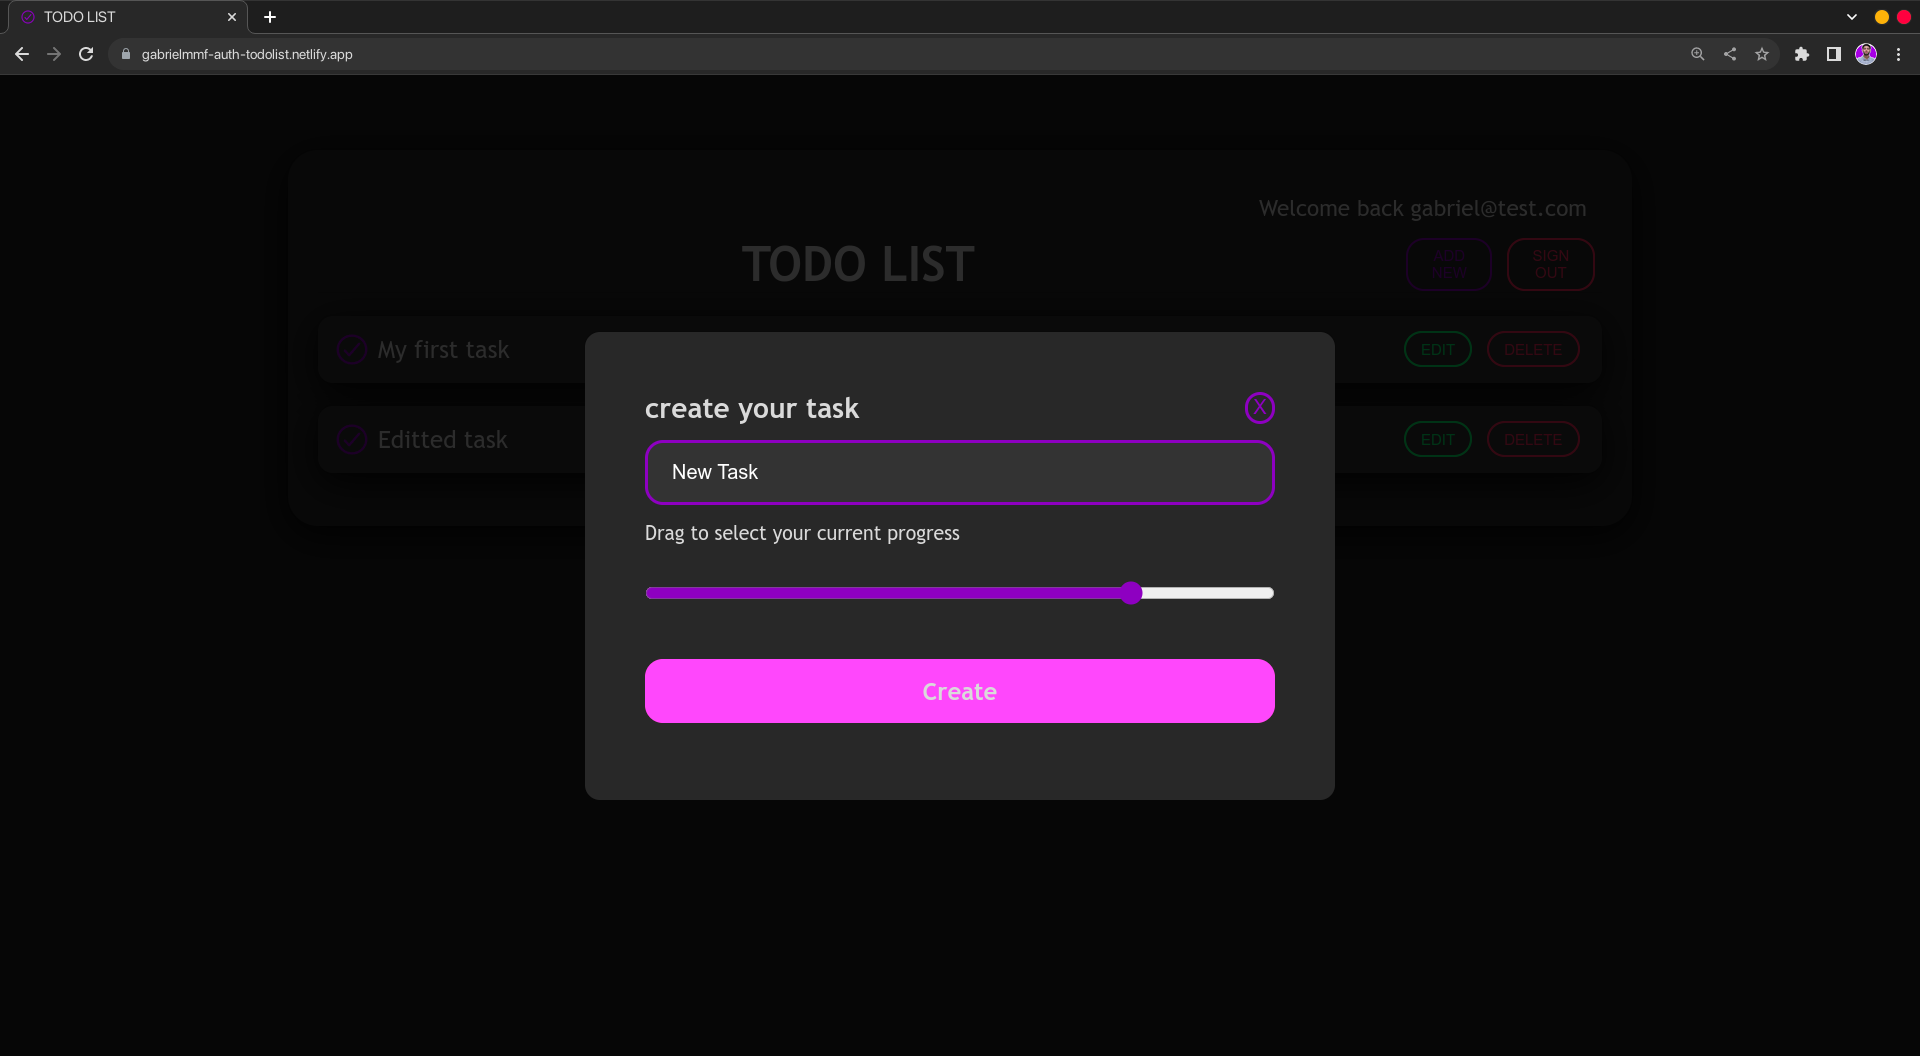 TODO LIST
gabrielmmf-auth-todolist.netlify.app
Welcome back gabriel@test.com
TODO LIST
ADD
NEW
SIGN
OUT
My first task
EDIT
DELETE
Editted task
EDIT
DELETE
create your task
X
New Task
Drag to select your current progress
Create